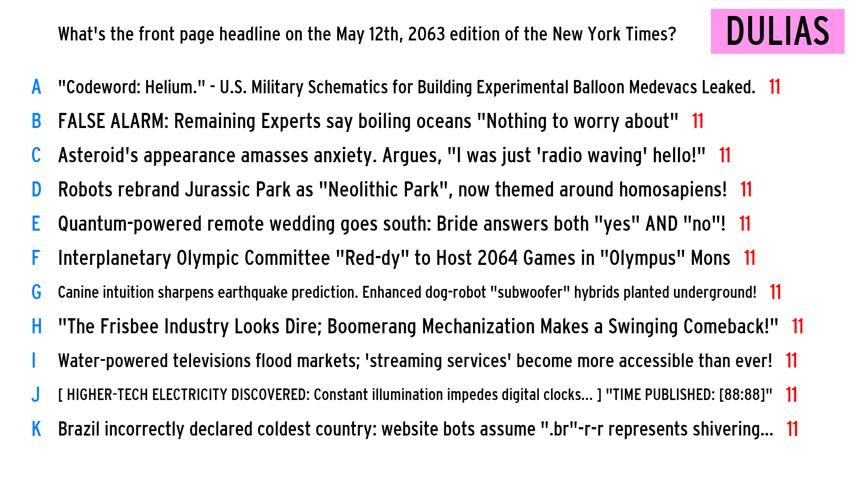 What's the front page headline on the May 12th, 2063 edition of the New York Times? DULIAS
A "Codeword: Helium." - U.S. Military Schematics for Building Experimental Balloon Medevacs Leaked. 11
B FALSE ALARM: Remaining Experts say boiling oceans "Nothing to worry about" 11
C Asteroid's appearance amasses anxiety. Argues, "I was just 'radio waving' hello!" 11
D Robots rebrand Jurassic Park as "Neolithic Park", now themed around homosapiens! 11
E Quantum-powered remote wedding goes south: Bride answers both "yes" AND "no"! 11
F Interplanetary Olympic Committee "Red-dy" to Host 2064 Games in "Olympus" Mons 11
G Canine intuition sharpens earthquake prediction. Enhanced dog-robot "subwoofer" hybrids planted underground! 11
H "The Frisbee Industry Looks Dire; Boomerang Mechanization Makes a Swinging Comeback!" 11
I Water-powered televisions flood markets; 'streaming services' become more accessible than ever! 11
J [ HIGHER-TECH ELECTRICITY DISCOVERED: Constant illumination impedes digital clocks... ] "TIME PUBLISHED: [88:88]" 11
K Brazil incorrectly declared coldest country: website bots assume ".br"-r-r represents shivering... 11